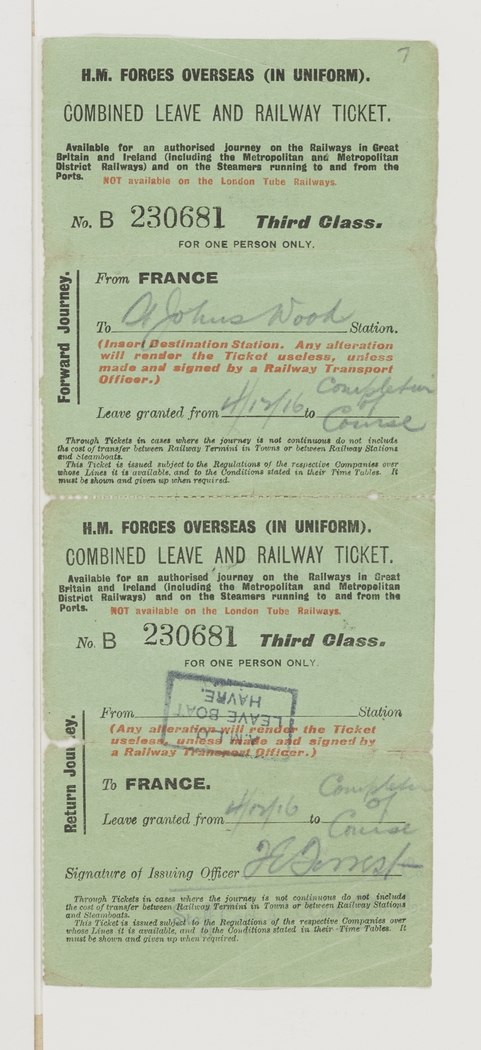 7
H.M. FORCES OVERSEAS (IN UNIFORM).
COMBINED LEAVE AND RAILWAY TICKET.
Available for an authorised journey on the Railways in Great
Britain and Ireland (including the Metropolitan and Metropolitan
District Railways) and on the Steamers running to and from the
Ports. NOT available on the London Tube Railways.
No. B 230681 Third Class.
FOR ONE PERSON ONLY.
Forward Journey.
From FRANCE
To St Johns Wood Station.
(Insert Destination Station. Any alteration
will render the Ticket useless, unless
made and signed by a Railway Transport
Officer.)
Leave granted from 4/12/16 to Completion
of
Course
Through Tickets in cases where the journey is not continuous do not include
the cost of transfer between Railway Termini in Towns or between Railway Stations
and Steamboats.
This Ticket is issued subject to the Regulations of the respective Companies over
whose Lines it is available, and to the Conditions stated in their Time Tables. It
must be shown and given up when required.
H.M. FORCES OVERSEAS (IN UNIFORM).
COMBINED LEAVE AND RAILWAY TICKET.
Available for an authorised journey on the Railways in Great
Britain and Ireland (including the Metropolitan and Metropolitan
District Railways) and on the Steamers running to and from the
Ports. NOT available on the London Tube Railways.
No. B 230681 Third Class.
FOR ONE PERSON ONLY.
A.M.L.O.
LEAVE BOAT
HAVRE.
Return Journey.
From Station
(Any alteration will render the Ticket
useless, unless made and signed by
a Railway Transport Officer.)
To FRANCE.
Leave granted from 4/12/16 to Completion
of
Course
Signature of Issuing Officer
Through Tickets in cases where the journey is not continuous do not include
the cost of transfer between Railway Termini in Towns or between Railway Stations
and Steamboats.
This Ticket is issued subject to the Regulations of the respective Companies over
whose Lines it is available, and to the Conditions stated in their Time Tables. It
must be shown and given up when required.